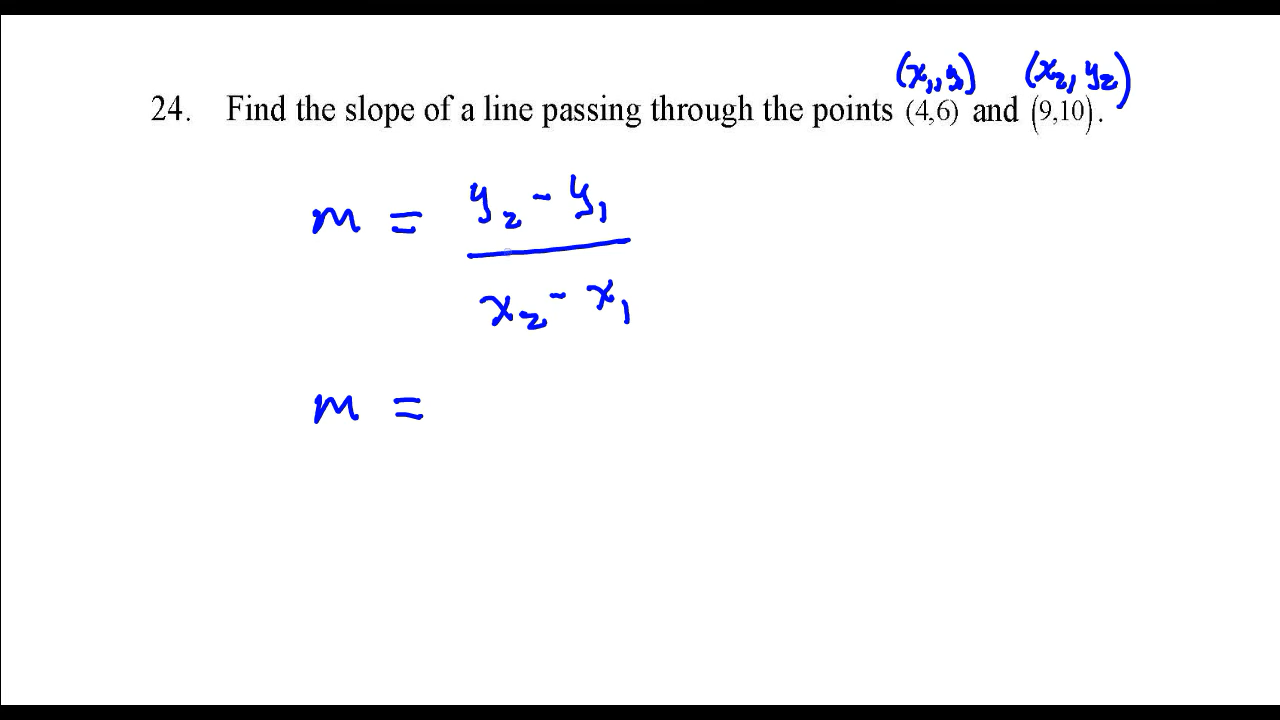 (x₁, y₁) (x₂, y₂)
24. Find the slope of a line passing through the points (4,6) and (9,10).
m = y₂ - y₁
x₂ - x₁
m =